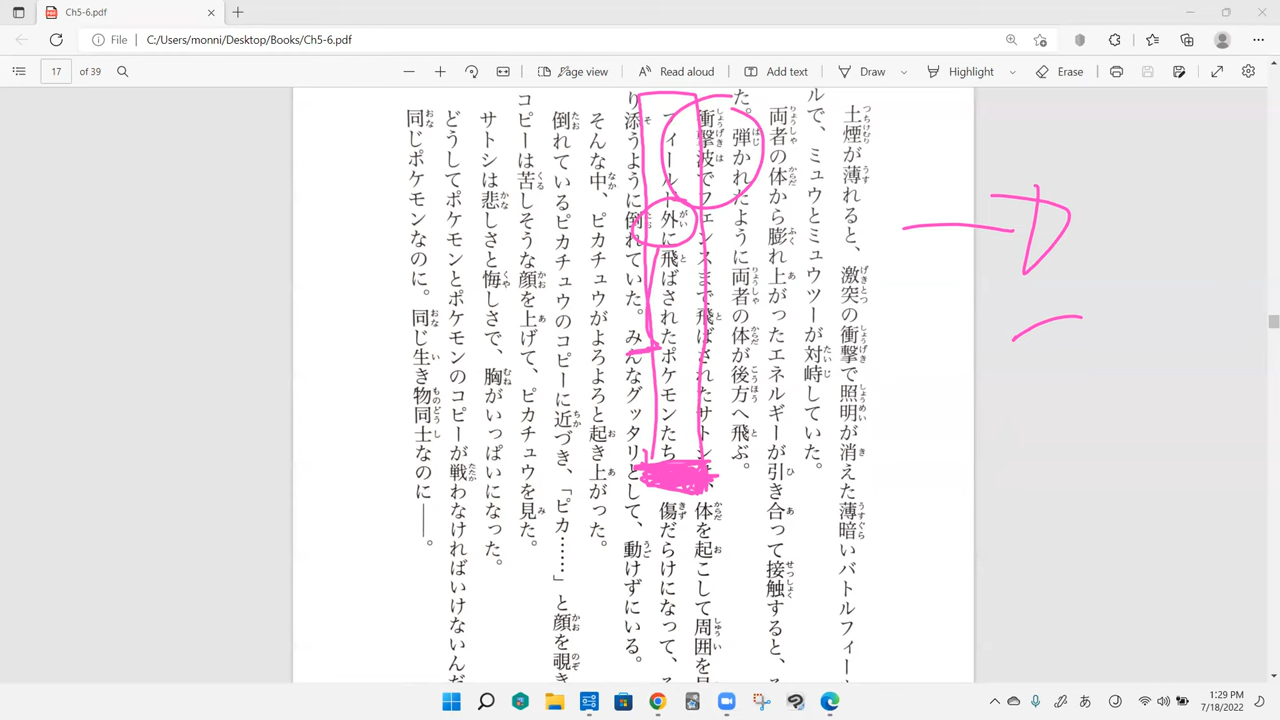 Ch5-6.pdf
File
C:/Users/monni/Desktop/Books/Ch5-6.pdf
17 of 39
Page view
Read aloud
Add text
Draw
Highlight
Erase
土煙が薄れると、激突の衝撃で照明が消えた薄暗いバトルフィー
ルで、ミュウとミュウツーが対峙していた。
両者の体から膨れ上がったエネルギーが引き合って接触すると、
た。弾かれたように両者の体が後方へ飛ぶ。
衝撃波でフェンスまで飛ばされたサトシは、体を起こして周囲を見
フィールド外に飛ばされたポケモンたち 傷だらけになって、
り添うように倒れていた。みんなグッタリとして、動けずにいる。
そんな中、ピカチュウがよろよろと起き上がった。
倒れているピカチュウのコピーに近づき、「ピカ……」と顔を覗き
コピーは苦しそうな顔を上げて、ピカチュウを見た。
サトシは悲しさと悔しさで、胸がいっぱいになった。
どうしてポケモンとポケモンのコピーが戦わなければいけないんだ
同じポケモンなのに。同じ生き物同士なのに――。
1:29 PM
7/18/2022